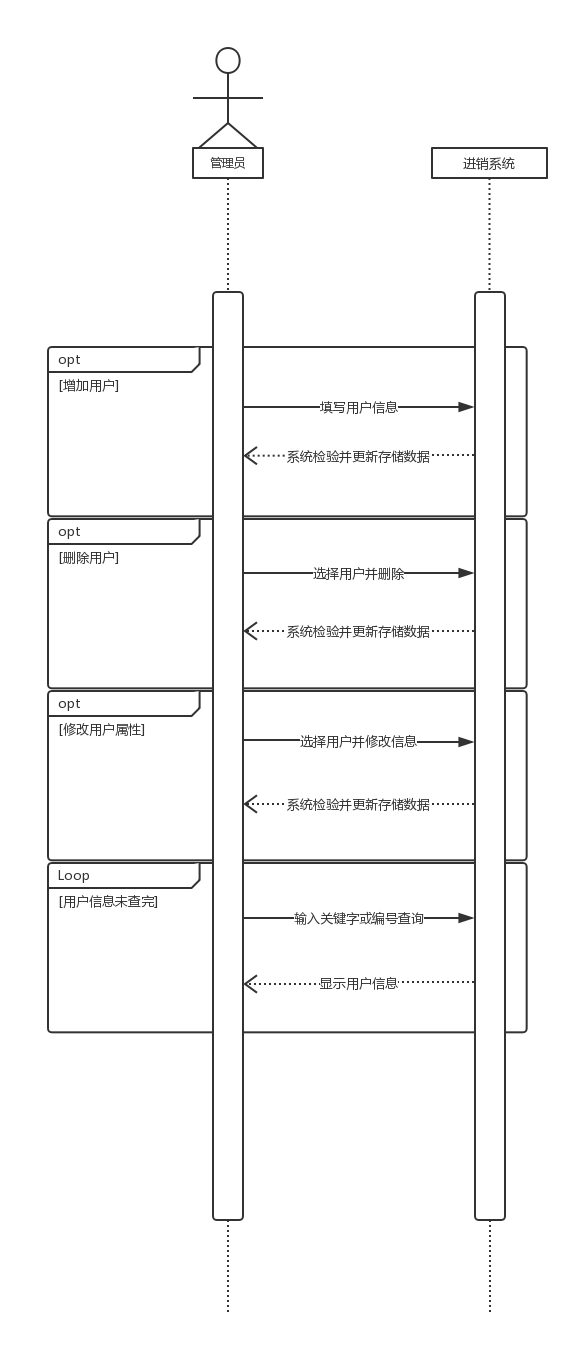 管理员
进销系统
opt
[增加用户]
填写用户信息
系统检验并更新存储数据
opt
[删除用户]
选择用户并删除
系统检验并更新存储数据
opt
[修改用户属性]
选择用户并修改信息
系统检验并更新存储数据
Loop
[用户信息未查完]
输入关键字或编号查询
显示用户信息